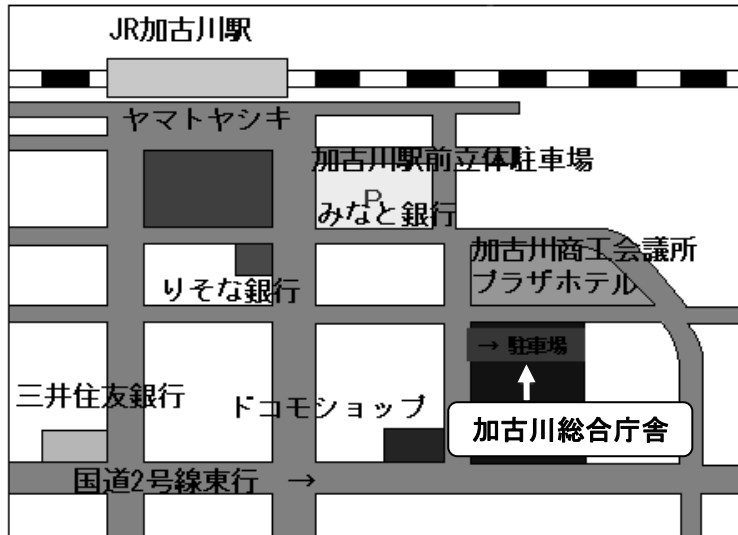 JR加古川駅
ヤマトヤシキ
加古川駅前立体駐車場
P
みなと銀行
加古川商工会議所
プラザホテル
りそな銀行
→ 駐車場
三井住友銀行
ドコモショップ
加古川総合庁舎
国道2号線東行 →